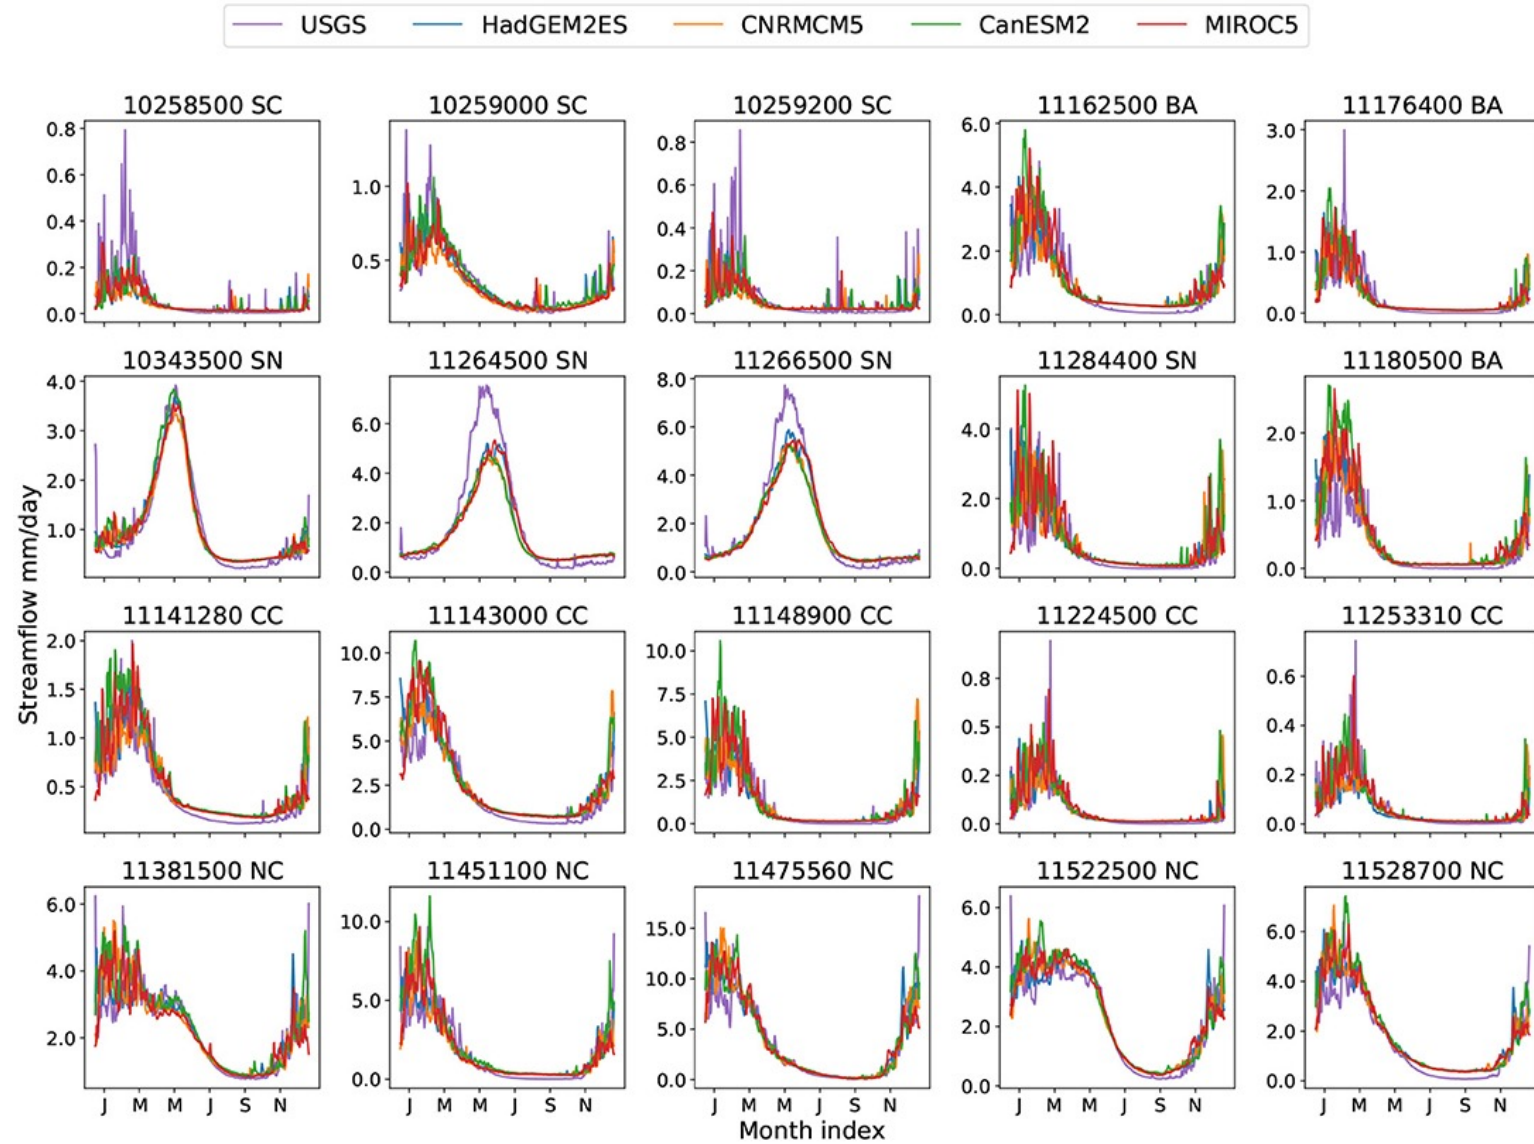 USGS HadGEM2ES CNRMCM5 CanESM2 MIROC5
10258500 SC 10259000 SC 10259200 SC 11162500 BA 11176400 BA
0.8 0.6 0.4 0.2 0.0
1.0 0.5
0.8 0.6 0.4 0.2 0.0
6.0 4.0 2.0 0.0
3.0 2.0 1.0 0.0
10343500 SN 11264500 SN 11266500 SN 11284400 SN 11180500 BA
4.0 3.0 2.0 1.0
6.0 4.0 2.0 0.0
8.0 6.0 4.0 2.0 0.0
4.0 2.0 0.0
2.0 1.0 0.0
Streamflow mm/day
11141280 CC 11143000 CC 11148900 CC 11224500 CC 11253310 CC
2.0 1.5 1.0 0.5
10.0 7.5 5.0 2.5 0.0
10.0 7.5 5.0 2.5 0.0
0.8 0.5 0.2 0.0
0.6 0.4 0.2 0.0
11381500 NC 11451100 NC 11475560 NC 11522500 NC 11528700 NC
6.0 4.0 2.0
10.0 5.0 0.0
15.0 10.0 5.0 0.0
6.0 4.0 2.0 0.0
6.0 4.0 2.0 0.0
J M M J S N J M M J S N J M M J S N J M M J S N J M M J S N
Month index